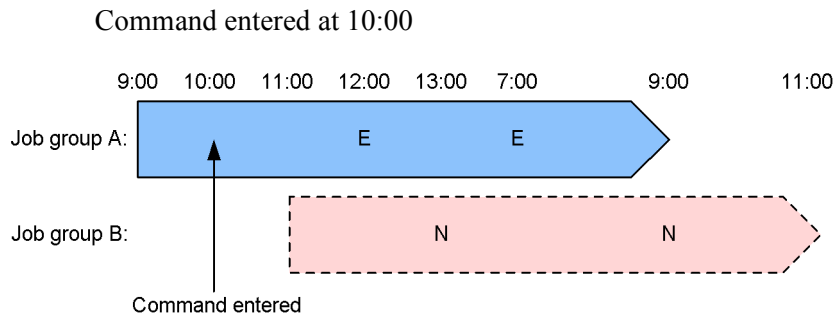 Command entered at 10:00
9:00 10:00 11:00 12:00 13:00 7:00 9:00 11:00
Job group A: E E
Job group B: N N
Command entered